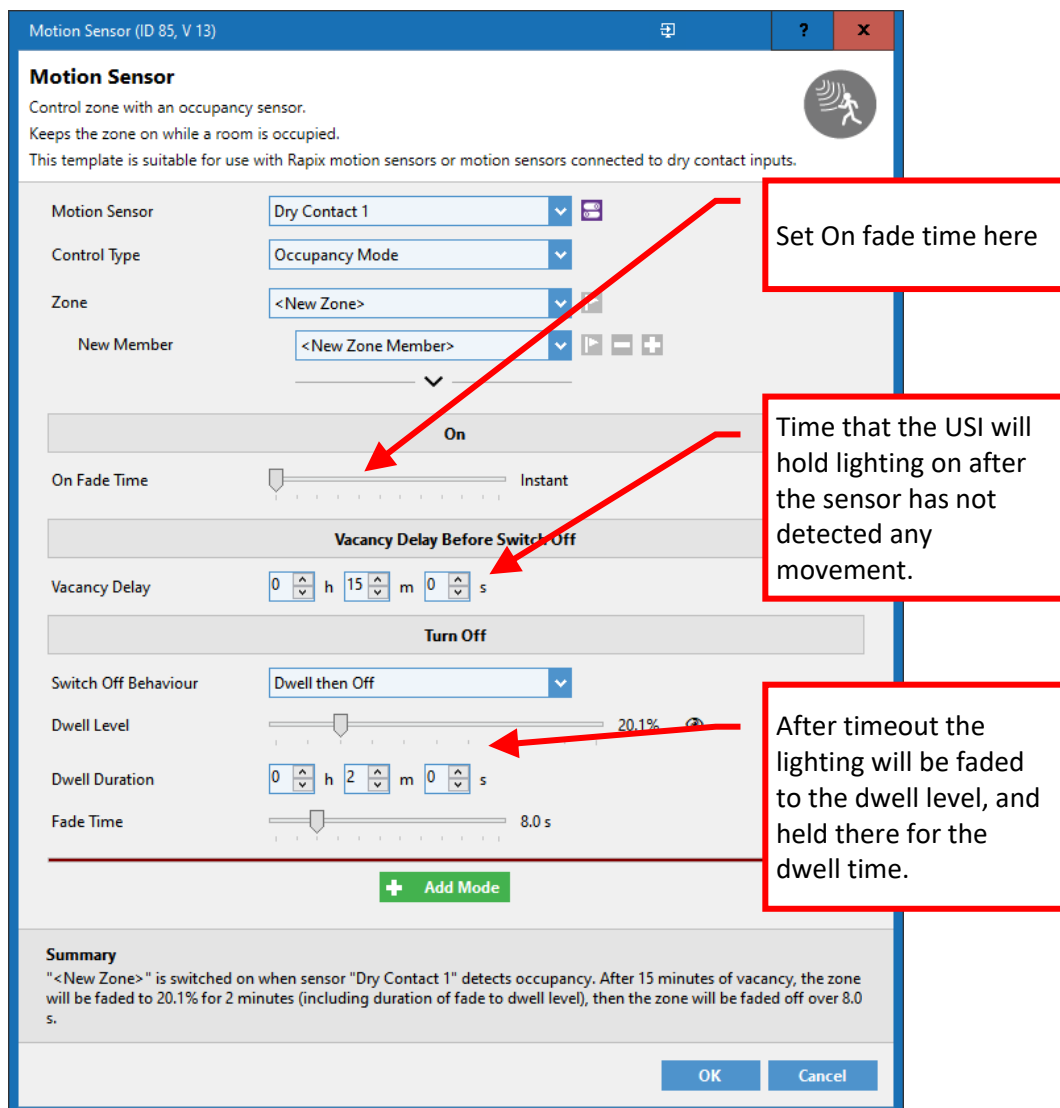 Motion Sensor (ID 85, V 13)
? x
Motion Sensor
Control zone with an occupancy sensor.
Keeps the zone on while a room is occupied.
This template is suitable for use with Rapix motion sensors or motion sensors connected to dry contact inputs.
Motion Sensor Dry Contact 1
Control Type Occupancy Mode
Zone <New Zone>
New Member <New Zone Member>
Set On fade time here
On
On Fade Time Instant
Vacancy Delay Before Switch Off
Vacancy Delay 0 h 15 m 0 s
Time that the USI will
hold lighting on after
the sensor has not
detected any
movement.
Turn Off
Switch Off Behaviour Dwell then Off
Dwell Level 20.1%
Dwell Duration 0 h 2 m 0 s
Fade Time 8.0 s
After timeout the
lighting will be faded
to the dwell level, and
held there for the
dwell time.
Add Mode
Summary
"<New Zone>" is switched on when sensor "Dry Contact 1" detects occupancy. After 15 minutes of vacancy, the zone
will be faded to 20.1% for 2 minutes (including duration of fade to dwell level), then the zone will be faded off over 8.0
s.
OK Cancel